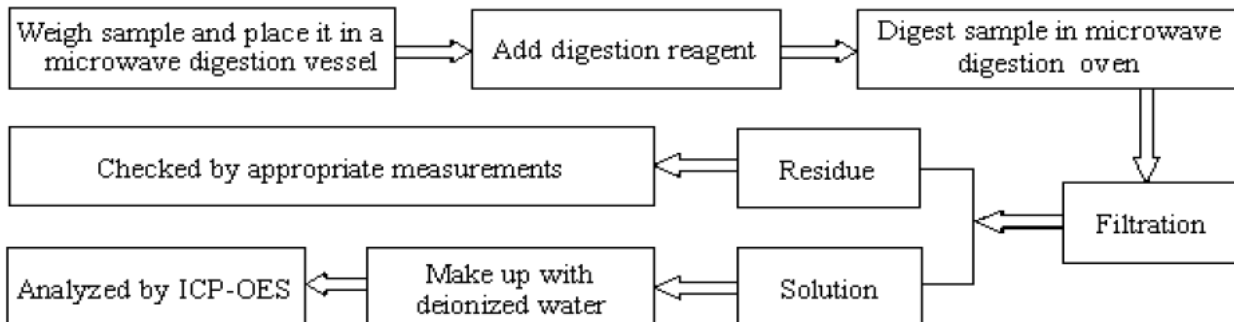 Weigh sample and place it in a
microwave digestion vessel
Add digestion reagent
Digest sample in microwave
digestion oven
Filtration
Residue
Checked by appropriate measurements
Solution
Make up with
deionized water
Analyzed by ICP-OES